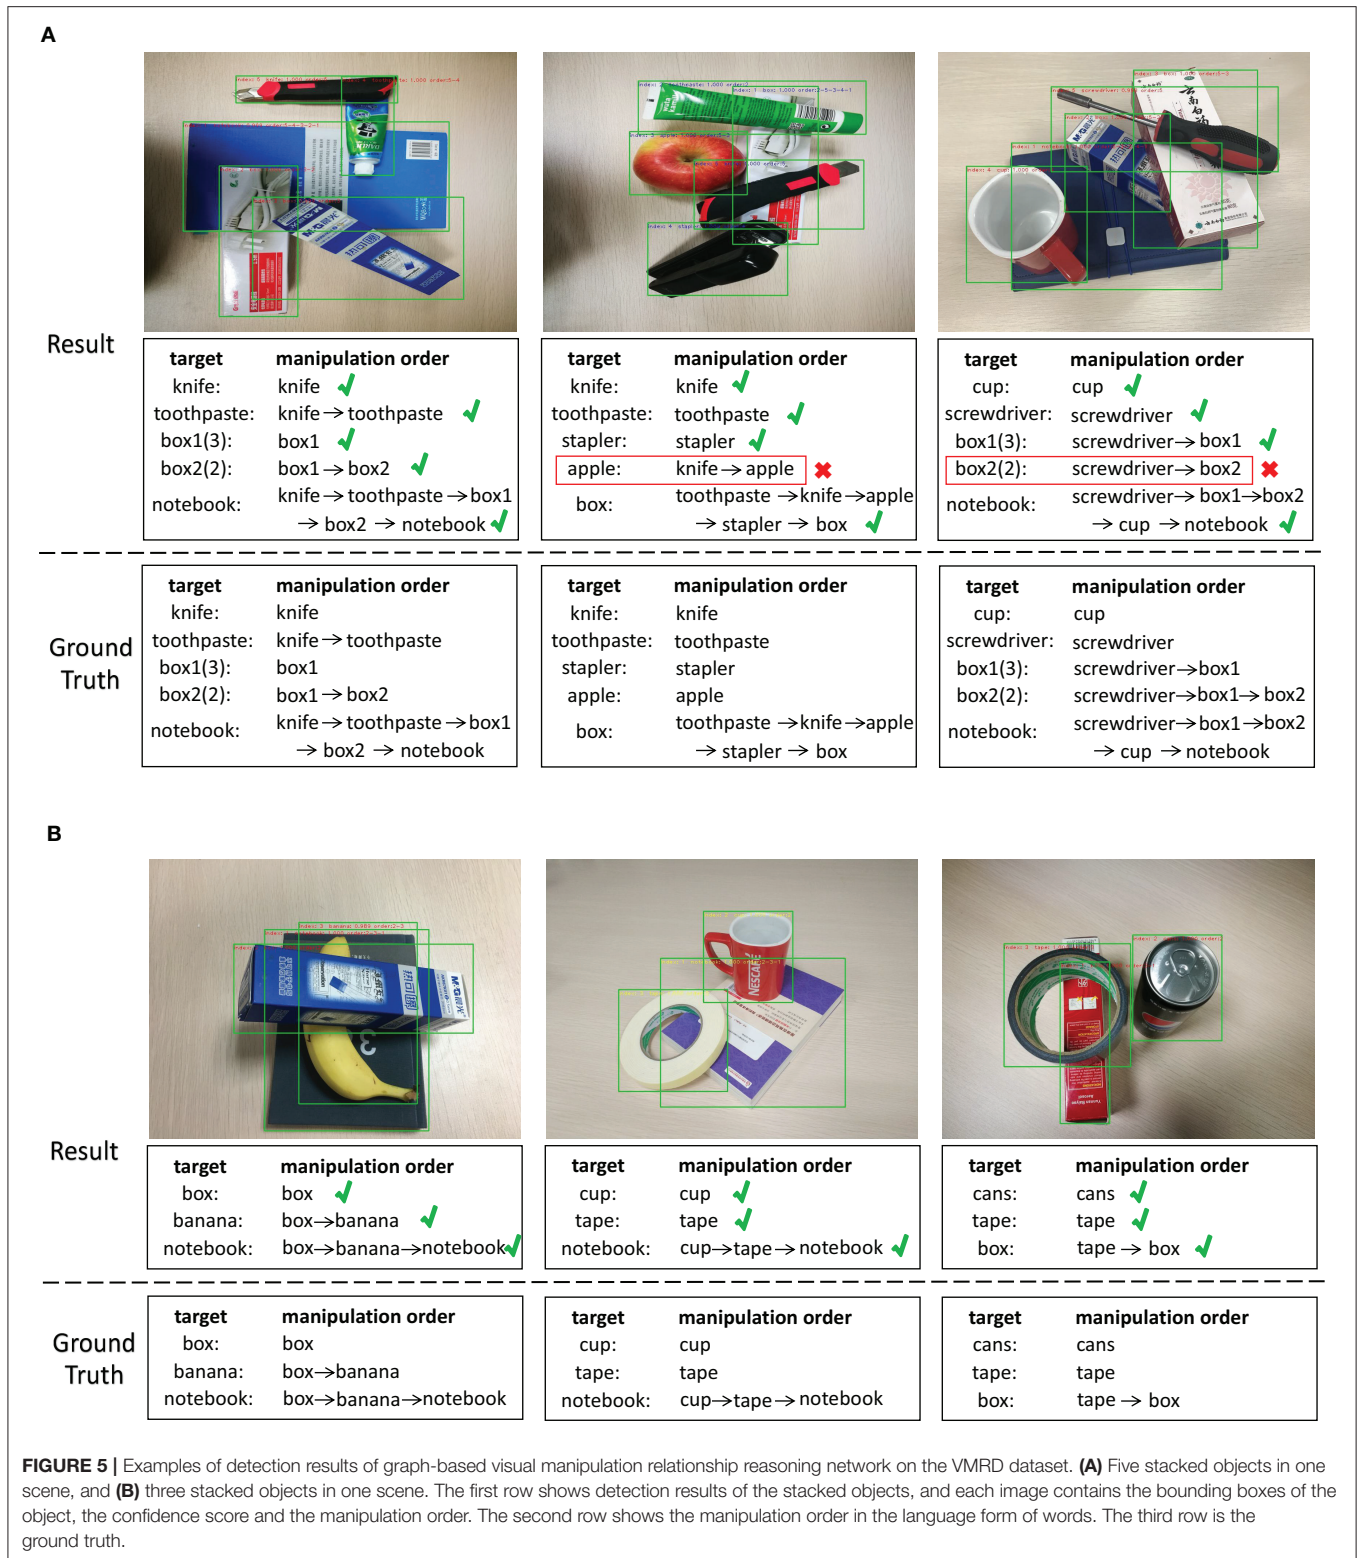 A
Result
target manipulation order
knife: knife
toothpaste: knife → toothpaste
box1(3): box1
box2(2): box1 → box2
notebook: knife → toothpaste → box1
→ box2 → notebook
target manipulation order
knife: knife
toothpaste: toothpaste
stapler: stapler
apple: knife → apple
box: toothpaste → knife → apple
→ stapler → box
target manipulation order
cup: cup
screwdriver: screwdriver
box1(3): screwdriver → box1
box2(2): screwdriver → box2
notebook: screwdriver → box1 → box2
→ cup → notebook
Ground
Truth
target manipulation order
knife: knife
toothpaste: knife → toothpaste
box1(3): box1
box2(2): box1 → box2
notebook: knife → toothpaste → box1
→ box2 → notebook
target manipulation order
knife: knife
toothpaste: toothpaste
stapler: stapler
apple: apple
box: toothpaste → knife → apple
→ stapler → box
target manipulation order
cup: cup
screwdriver: screwdriver
box1(3): screwdriver → box1
box2(2): screwdriver → box1 → box2
notebook: screwdriver → box1 → box2
→ cup → notebook
B
NESCAFÉ
Result
target manipulation order
box: box
banana: box → banana
notebook: box → banana → notebook
target manipulation order
cup: cup
tape: tape
notebook: cup → tape → notebook
target manipulation order
cans: cans
tape: tape
box: tape → box
Ground
Truth
target manipulation order
box: box
banana: box → banana
notebook: box → banana → notebook
target manipulation order
cup: cup
tape: tape
notebook: cup → tape → notebook
target manipulation order
cans: cans
tape: tape
box: tape → box
FIGURE 5 | Examples of detection results of graph-based visual manipulation relationship reasoning network on the VMRD dataset. (A) Five stacked objects in one
scene, and (B) three stacked objects in one scene. The first row shows detection results of the stacked objects, and each image contains the bounding boxes of the
object, the confidence score and the manipulation order. The second row shows the manipulation order in the language form of words. The third row is the
ground truth.